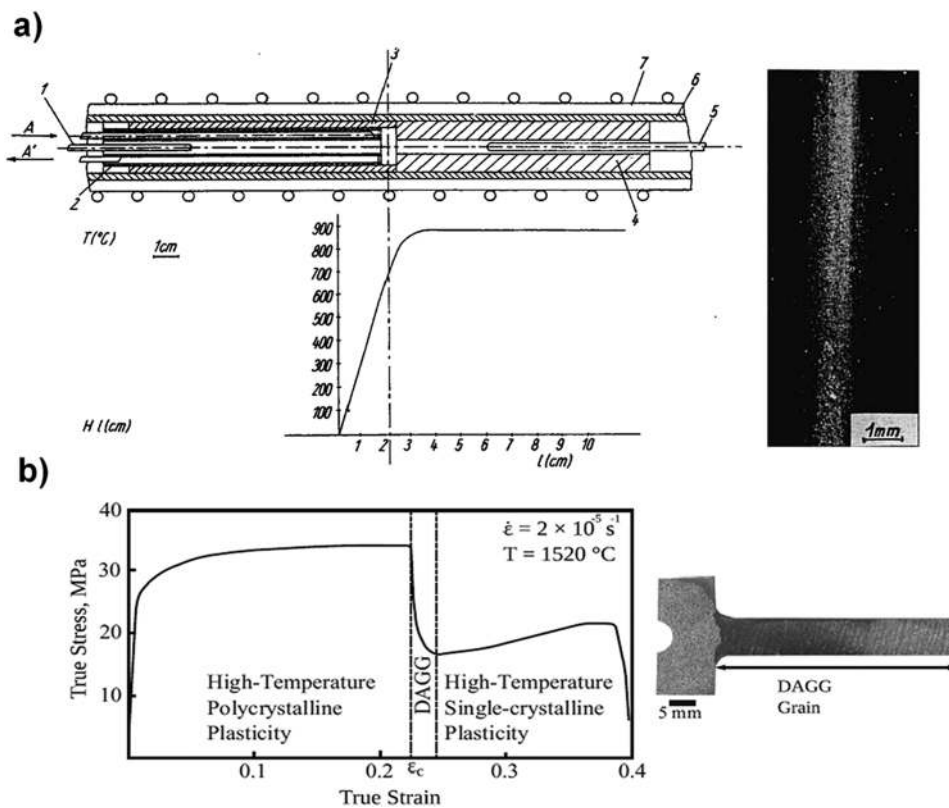 a)
1
A
A'
2
3
7
6
5
4
T(°C)
1cm
900
800
700
600
500
400
300
200
100
H l(cm)
1 2 3 4 5 6 7 8 9 10
l(cm)
1mm
b)
True Stress, MPa
40
30
20
10
ε̇ = 2 × 10⁻⁵ s⁻¹
T = 1520 °C
High-Temperature
Polycrystalline
Plasticity
DAGG
High-Temperature
Single-crystalline
Plasticity
0.1 0.2 εc 0.3 0.4
True Strain
5 mm
DAGG
Grain